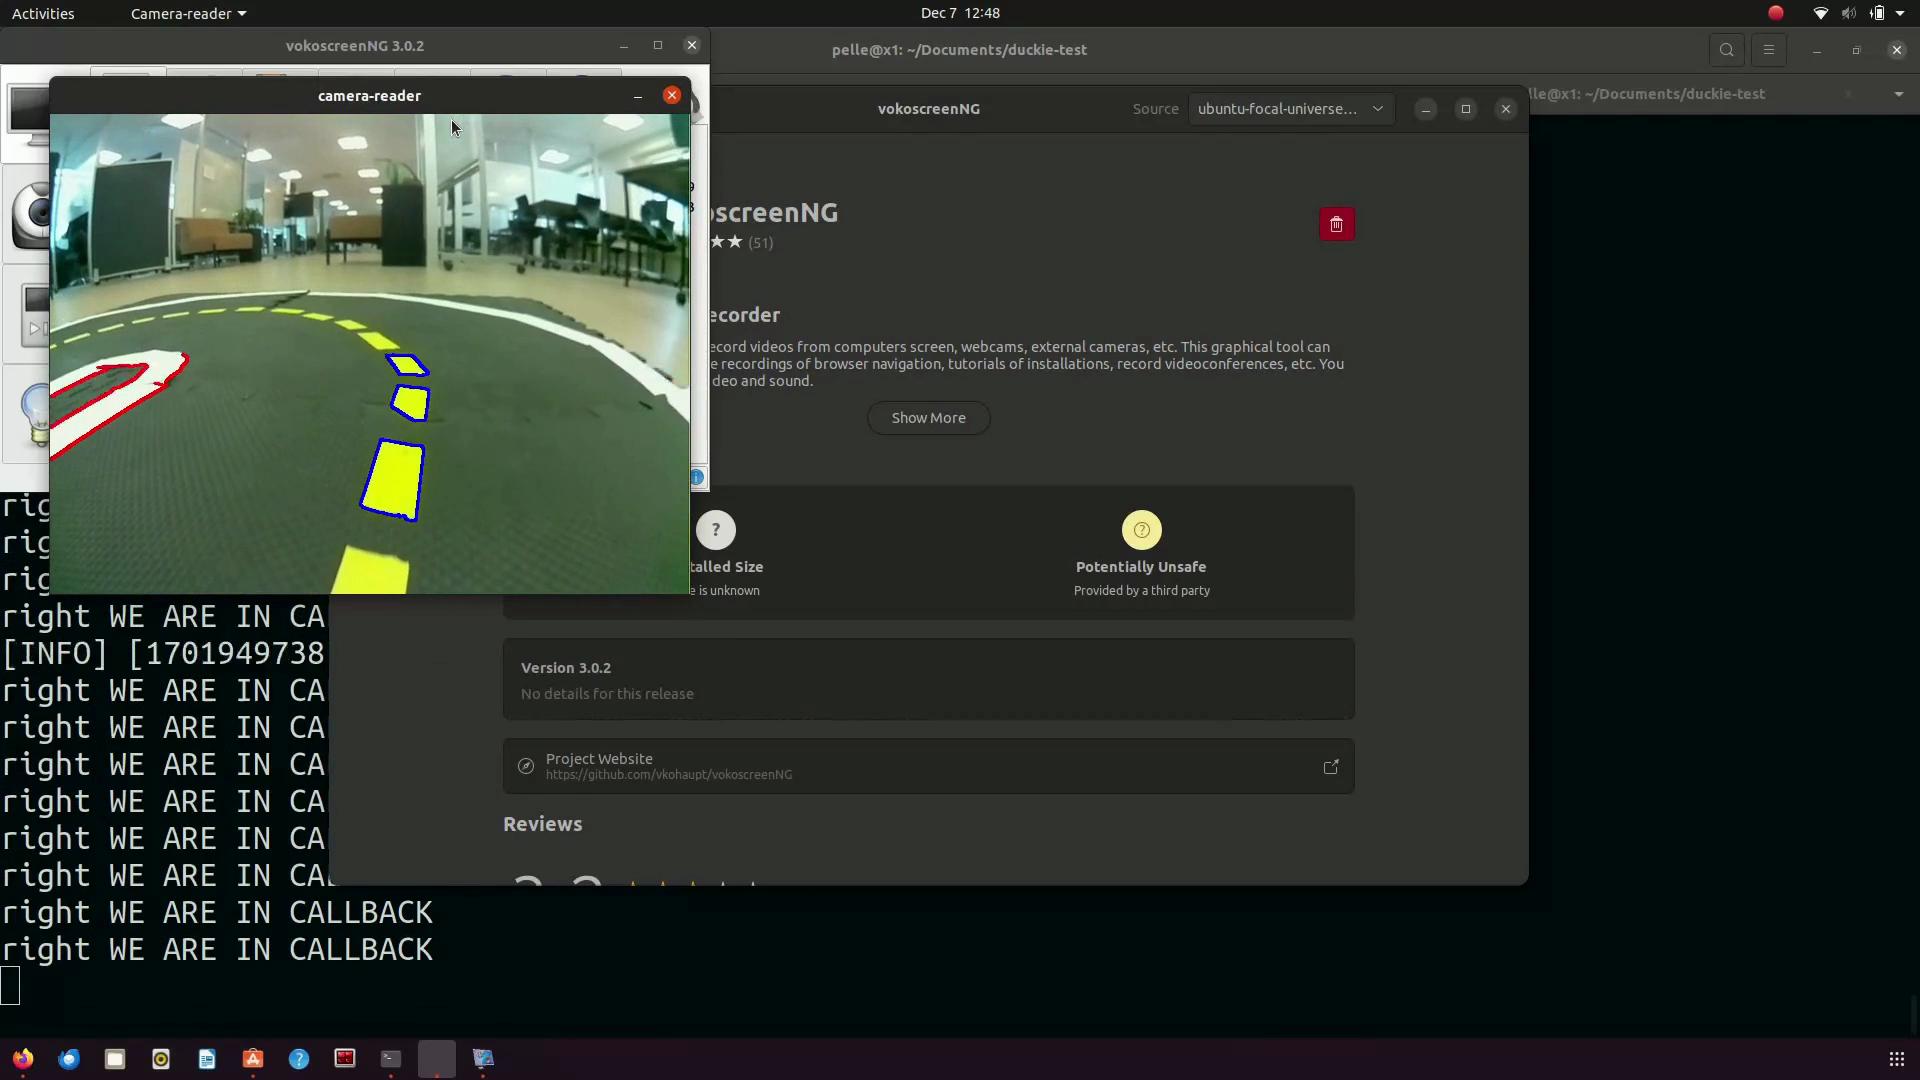 Activities
Camera-reader
Dec 7 12:48
vokoscreenNG 3.0.2
pelle@x1: ~/Documents/duckie-test
camera-reader
vokoscreenNG
Source
ubuntu-focal-universe...
lle@x1: ~/Documents/duckie-test
oscreenNG
(51)
ecorder
ecord videos from computers screen, webcams, external cameras, etc. This graphical tool can
e recordings of browser navigation, tutorials of installations, record videoconferences, etc. You
deo and sound.
Show More
?
talled Size
e is unknown
?
Potentially Unsafe
Provided by a third party
Version 3.0.2
No details for this release
Project Website
https://github.com/vkohaupt/vokoscreenNG
Reviews
rig
rig
rig
right WE ARE IN CA
[INFO] [1701949738
right WE ARE IN CA
right WE ARE IN CA
right WE ARE IN CA
right WE ARE IN CA
right WE ARE IN CA
right WE ARE IN CAL
right WE ARE IN CALLBACK
right WE ARE IN CALLBACK